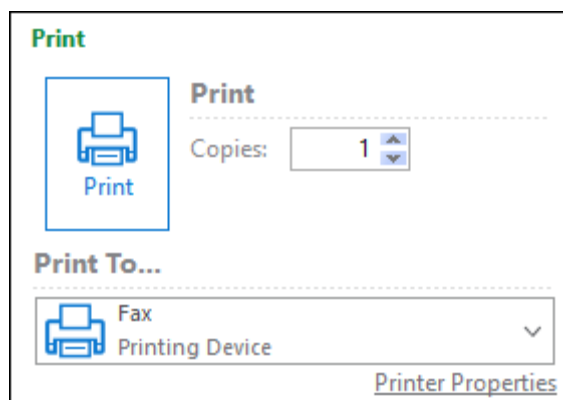 Print
Print
Copies: 1
Print
Print To...
Fax
Printing Device
Printer Properties